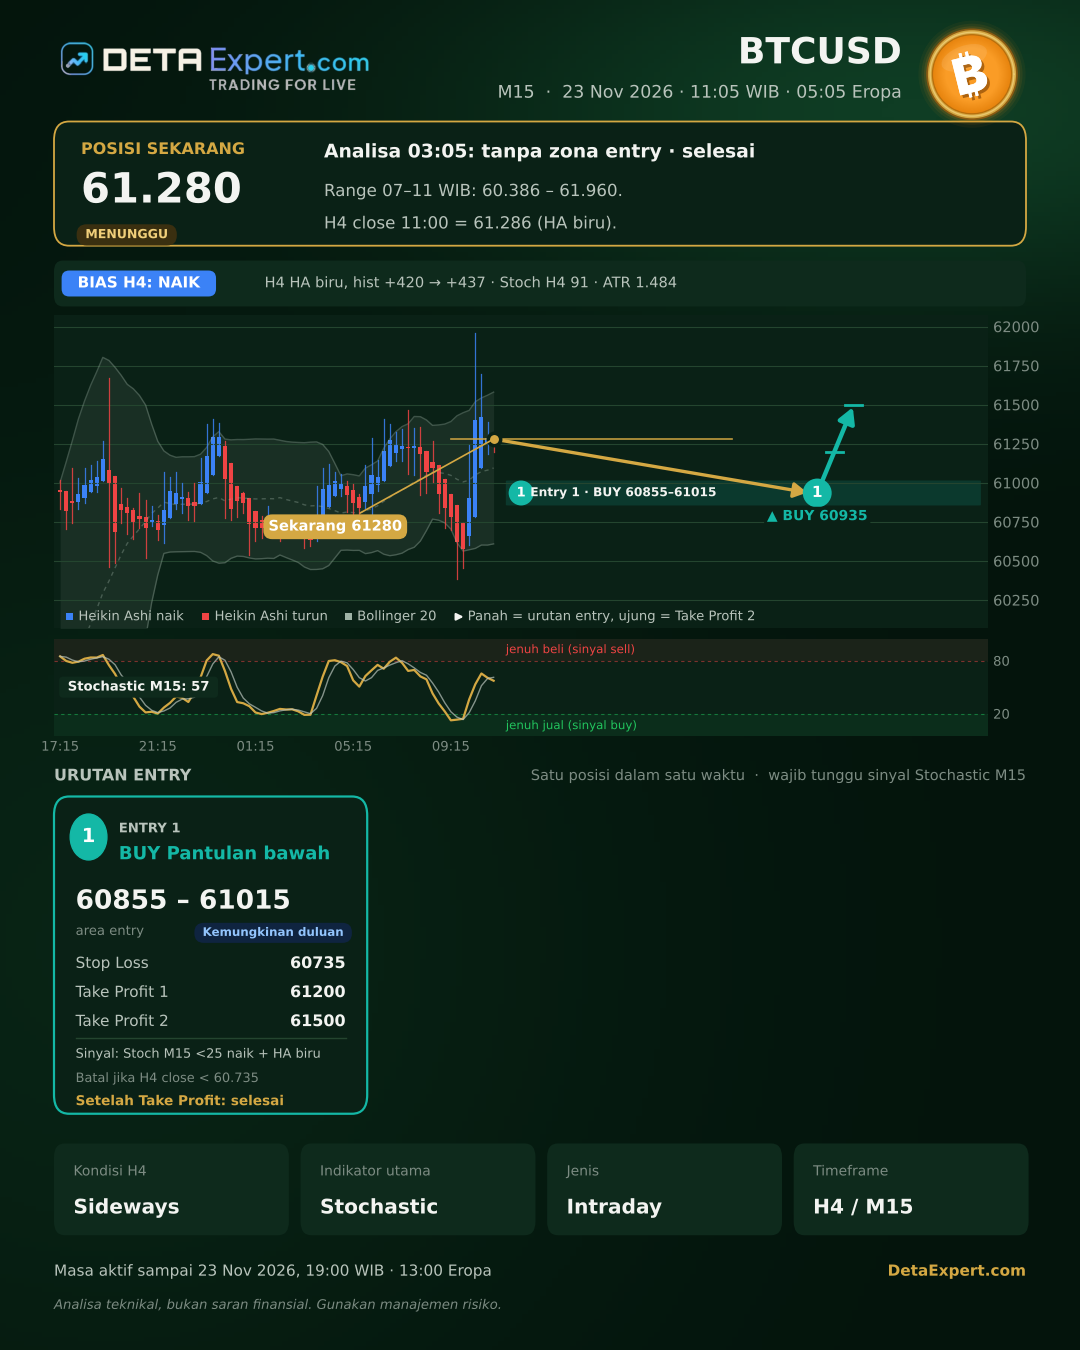 DETA Expert.com
TRADING FOR LIVE
BTCUSD
M15 · 23 Nov 2026 · 11:05 WIB · 05:05 Eropa
POSISI SEKARANG
61.280
MENUNGGU
Analisa 03:05: tanpa zona entry · selesai
Range 07–11 WIB: 60.386 – 61.960.
H4 close 11:00 = 61.286 (HA biru).
BIAS H4: NAIK
H4 HA biru, hist +420 → +437 · Stoch H4 91 · ATR 1.484
62000
61750
61500
61250
61000
60750
60500
60250
1 Entry 1 · BUY 60855–61015
1
▲ BUY 60935
Sekarang 61280
Heikin Ashi naik
Heikin Ashi turun
Bollinger 20
Panah = urutan entry, ujung = Take Profit 2
jenuh beli (sinyal sell)
80
Stochastic M15: 57
20
jenuh jual (sinyal buy)
17:15
21:15
01:15
05:15
09:15
URUTAN ENTRY
Satu posisi dalam satu waktu · wajib tunggu sinyal Stochastic M15
1
ENTRY 1
BUY Pantulan bawah
60855 – 61015
area entry
Kemungkinan duluan
Stop Loss 60735
Take Profit 1 61200
Take Profit 2 61500
Sinyal: Stoch M15 <25 naik + HA biru
Batal jika H4 close < 60.735
Setelah Take Profit: selesai
Kondisi H4
Sideways
Indikator utama
Stochastic
Jenis
Intraday
Timeframe
H4 / M15
Masa aktif sampai 23 Nov 2026, 19:00 WIB · 13:00 Eropa
DetaExpert.com
Analisa teknikal, bukan saran finansial. Gunakan manajemen risiko.